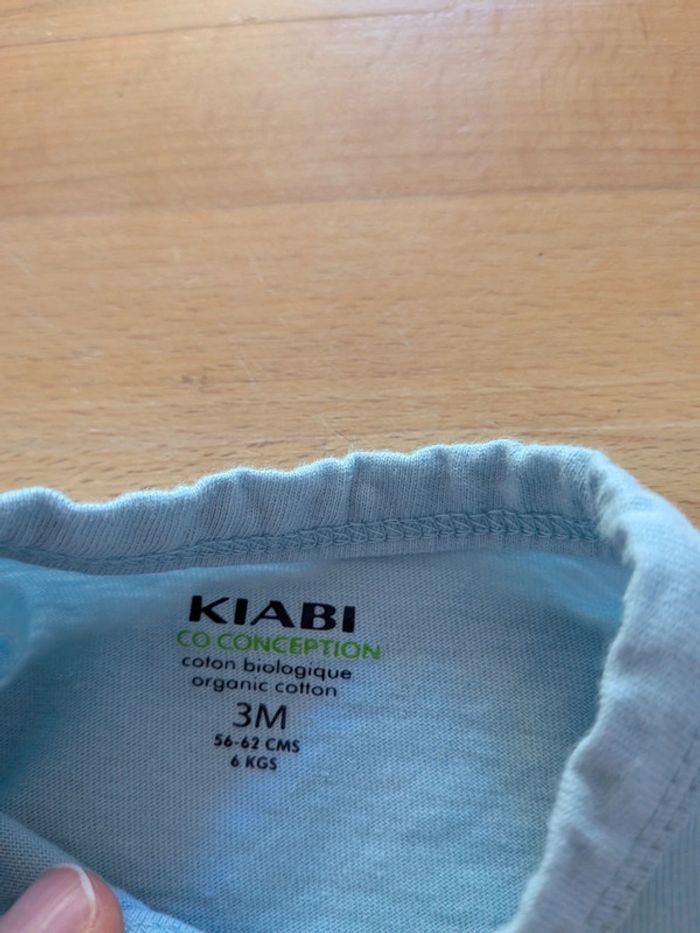 KIABI
CO CONCEPTION
coton biologique
organic cotton
3M
56-62 CMS
6 KGS